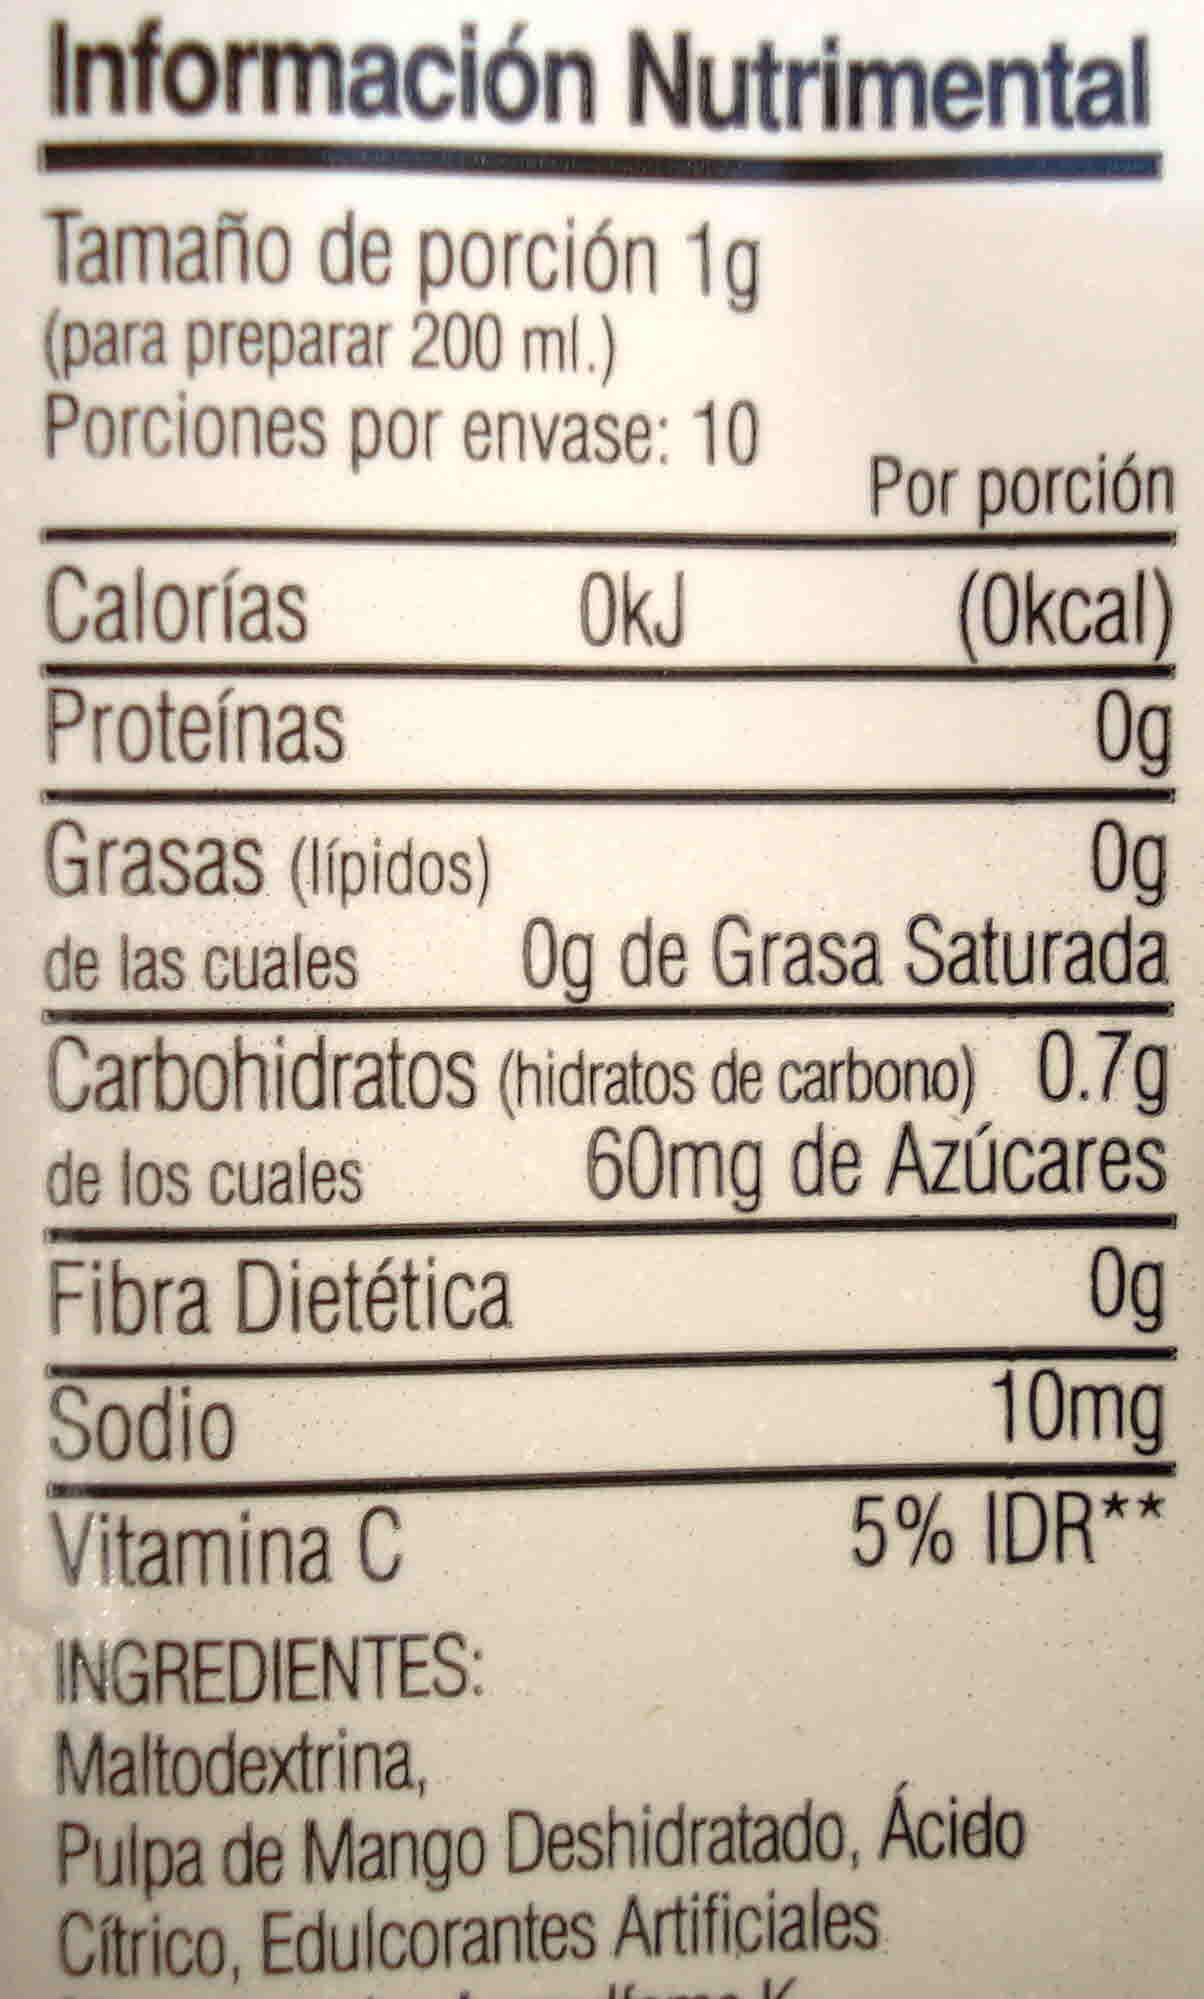 Información Nutrimental
Tamaño de porción 1g
(para preparar 200 ml.)
Porciones por envase: 10
Por porción
Calorías 0kJ (0kcal)
Proteínas 0g
Grasas (lípidos) 0g
de las cuales 0g de Grasa Saturada
Carbohidratos (hidratos de carbono) 0.7g
de los cuales 60mg de Azúcares
Fibra Dietética 0g
Sodio 10mg
Vitamina C 5% IDR**
INGREDIENTES:
Maltodextrina,
Pulpa de Mango Deshidratado, Ácido
Cítrico, Edulcorantes Artificiales